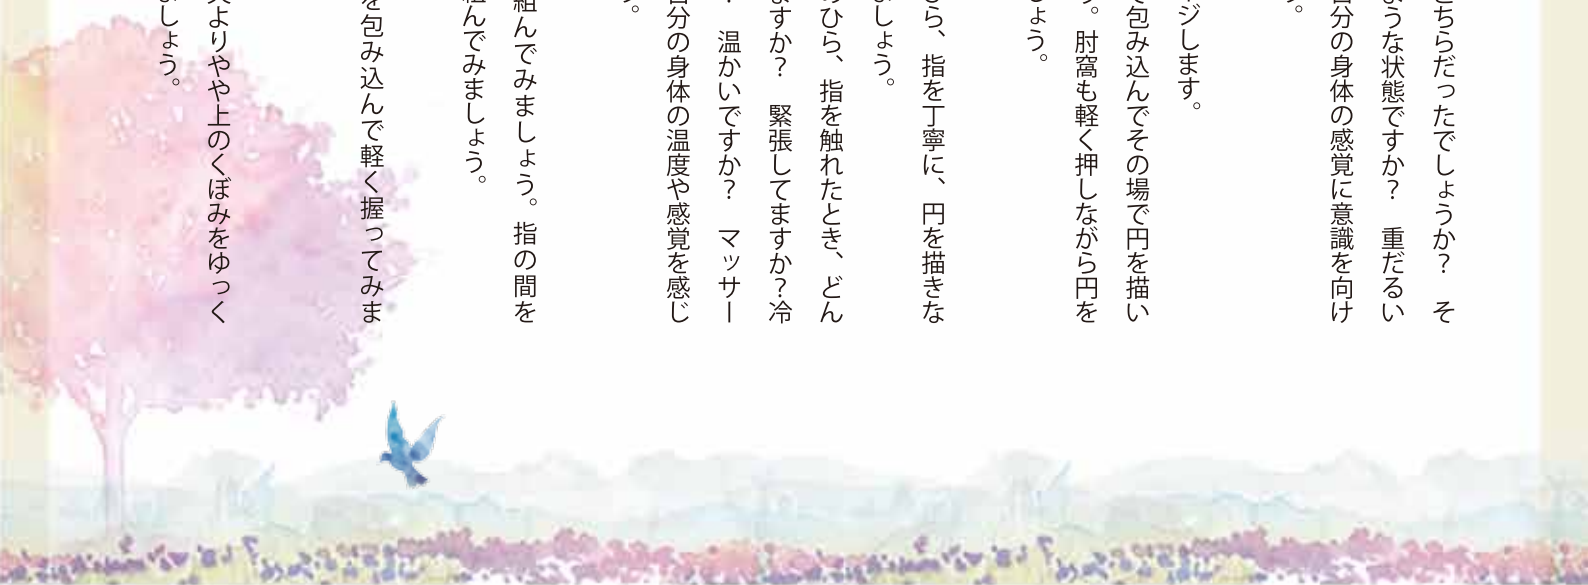 ちらだったでしょうか？　そ
うな状態ですか？　重だるい
分の身体の感覚に意識を向け
。
ジします。
包み込んでその場で円を描い
。肘窩も軽く押しながら円を
ょう。
ら、指を丁寧に、円を描きな
しょう。
ひら、指を触れたとき、どん
すか？　緊張してますか？冷
　温かいですか？　マッサー
分の身体の温度や感覚を感じ
。
組んでみましょう。指の間を
んでみましょう。
を包み込んで軽く握ってみま
よりやや上のくぼみをゆっく
しょう。